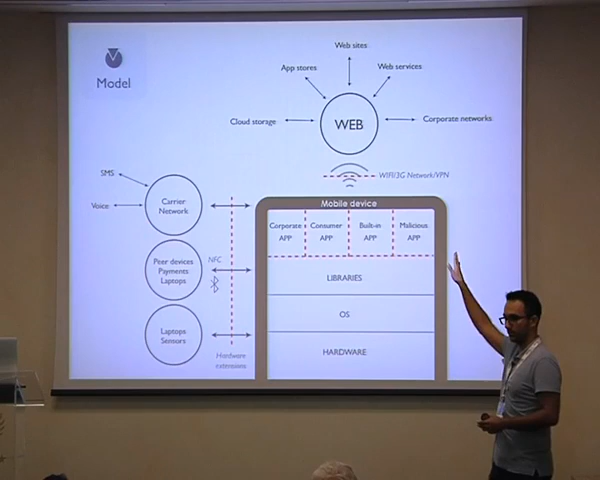 Model
Web sites
App stores
Web services
Cloud storage
WEB
Corporate networks
WIFI/3G Network/VPN
SMS
Voice
Carrier
Network
Mobile device
Corporate
APP
Consumer
APP
Built-in
APP
Malicious
APP
Peer devices
Payments
Laptops
NFC
LIBRARIES
OS
Laptops
Sensors
HARDWARE
Hardware
extensions